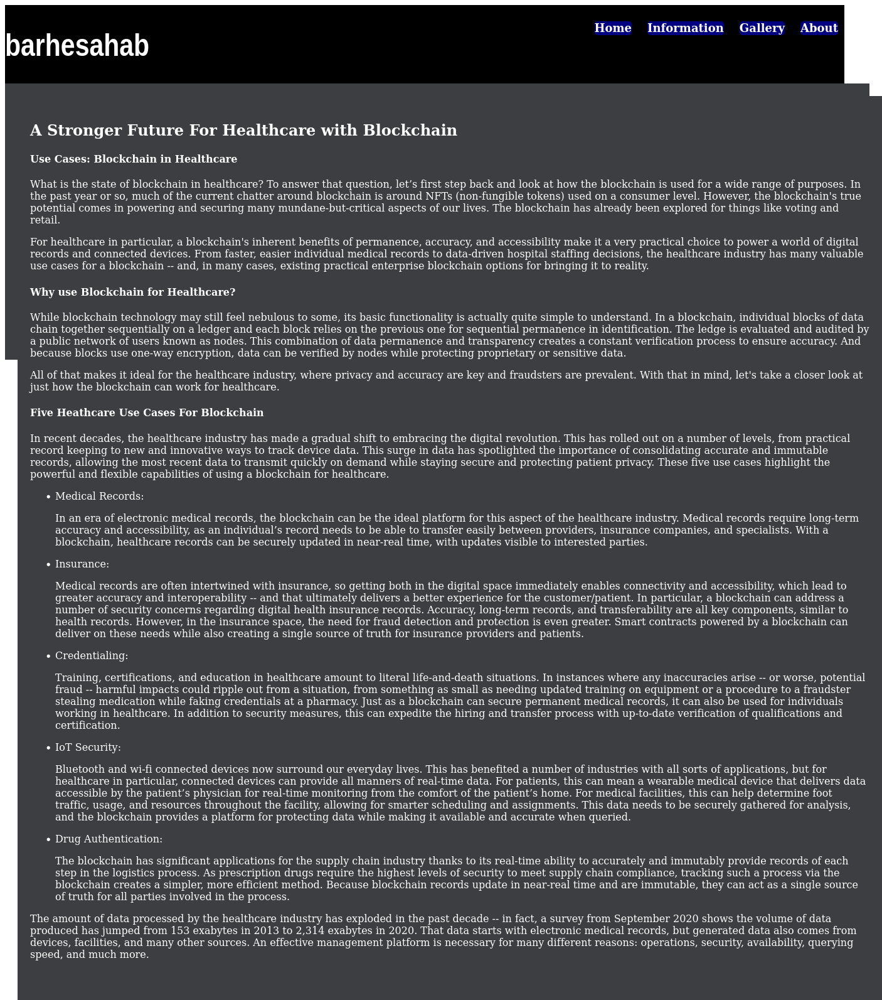 barhesahab
Home Information Gallery About
A Stronger Future For Healthcare with Blockchain
Use Cases: Blockchain in Healthcare
What is the state of blockchain in healthcare? To answer that question, let’s first step back and look at how the blockchain is used for a wide range of purposes. In
the past year or so, much of the current chatter around blockchain is around NFTs (non-fungible tokens) used on a consumer level. However, the blockchain's true
potential comes in powering and securing many mundane-but-critical aspects of our lives. The blockchain has already been explored for things like voting and
retail.
For healthcare in particular, a blockchain's inherent benefits of permanence, accuracy, and accessibility make it a very practical choice to power a world of digital
records and connected devices. From faster, easier individual medical records to data-driven hospital staffing decisions, the healthcare industry has many valuable
use cases for a blockchain -- and, in many cases, existing practical enterprise blockchain options for bringing it to reality.
Why use Blockchain for Healthcare?
While blockchain technology may still feel nebulous to some, its basic functionality is actually quite simple to understand. In a blockchain, individual blocks of data
chain together sequentially on a ledger and each block relies on the previous one for sequential permanence in identification. The ledge is evaluated and audited by
a public network of users known as nodes. This combination of data permanence and transparency creates a constant verification process to ensure accuracy. And
because blocks use one-way encryption, data can be verified by nodes while protecting proprietary or sensitive data.
All of that makes it ideal for the healthcare industry, where privacy and accuracy are key and fraudsters are prevalent. With that in mind, let's take a closer look at
just how the blockchain can work for healthcare.
Five Heathcare Use Cases For Blockchain
In recent decades, the healthcare industry has made a gradual shift to embracing the digital revolution. This has rolled out on a number of levels, from practical
record keeping to new and innovative ways to track device data. This surge in data has spotlighted the importance of consolidating accurate and immutable
records, allowing the most recent data to transmit quickly on demand while staying secure and protecting patient privacy. These five use cases highlight the
powerful and flexible capabilities of using a blockchain for healthcare.
• Medical Records:
In an era of electronic medical records, the blockchain can be the ideal platform for this aspect of the healthcare industry. Medical records require long-term
accuracy and accessibility, as an individual’s record needs to be able to transfer easily between providers, insurance companies, and specialists. With a
blockchain, healthcare records can be securely updated in near-real time, with updates visible to interested parties.
• Insurance:
Medical records are often intertwined with insurance, so getting both in the digital space immediately enables connectivity and accessibility, which lead to
greater accuracy and interoperability -- and that ultimately delivers a better experience for the customer/patient. In particular, a blockchain can address a
number of security concerns regarding digital health insurance records. Accuracy, long-term records, and transferability are all key components, similar to
health records. However, in the insurance space, the need for fraud detection and protection is even greater. Smart contracts powered by a blockchain can
deliver on these needs while also creating a single source of truth for insurance providers and patients.
• Credentialing:
Training, certifications, and education in healthcare amount to literal life-and-death situations. In instances where any inaccuracies arise -- or worse, potential
fraud -- harmful impacts could ripple out from a situation, from something as small as needing updated training on equipment or a procedure to a fraudster
stealing medication while faking credentials at a pharmacy. Just as a blockchain can secure permanent medical records, it can also be used for individuals
working in healthcare. In addition to security measures, this can expedite the hiring and transfer process with up-to-date verification of qualifications and
certification.
• IoT Security:
Bluetooth and wi-fi connected devices now surround our everyday lives. This has benefited a number of industries with all sorts of applications, but for
healthcare in particular, connected devices can provide all manners of real-time data. For patients, this can mean a wearable medical device that delivers data
accessible by the patient’s physician for real-time monitoring from the comfort of the patient’s home. For medical facilities, this can help determine foot
traffic, usage, and resources throughout the facility, allowing for smarter scheduling and assignments. This data needs to be securely gathered for analysis,
and the blockchain provides a platform for protecting data while making it available and accurate when queried.
• Drug Authentication:
The blockchain has significant applications for the supply chain industry thanks to its real-time ability to accurately and immutably provide records of each
step in the logistics process. As prescription drugs require the highest levels of security to meet supply chain compliance, tracking such a process via the
blockchain creates a simpler, more efficient method. Because blockchain records update in near-real time and are immutable, they can act as a single source
of truth for all parties involved in the process.
The amount of data processed by the healthcare industry has exploded in the past decade -- in fact, a survey from September 2020 shows the volume of data
produced has jumped from 153 exabytes in 2013 to 2,314 exabytes in 2020. That data starts with electronic medical records, but generated data also comes from
devices, facilities, and many other sources. An effective management platform is necessary for many different reasons: operations, security, availability, querying
speed, and much more.